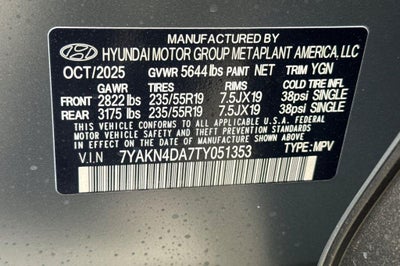 HYUNDAI MOTOR GROUP METAPLANT AMERICA, LLC
OCT/2025 GVWR 5644 lbs PAINT NET TRIM YGN
GAWR TIRES RIMS COLD TIRE INFL
FRONT 2822 lbs 235/55R19 7.5JX19 38psi SINGLE
REAR 3175 lbs 235/55R19 7.5JX19 38psi SINGLE
THIS VEHICLE CONFORMS TO ALL APPLICABLE FEDERAL
MOTOR VEHICLE SAFETY, BUMPER, AND THEFT PREVENTION
STANDARDS IN EFFECT ON THE DATE OF MANUFACTURE SHOWN ABOVE.
V.I.N 7YAKN4DA7TY051353 TYPE: MPV